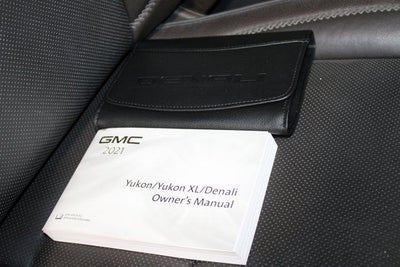 DENALI
GMC
2021
Yukon/Yukon XL/Denali
Owner's Manual